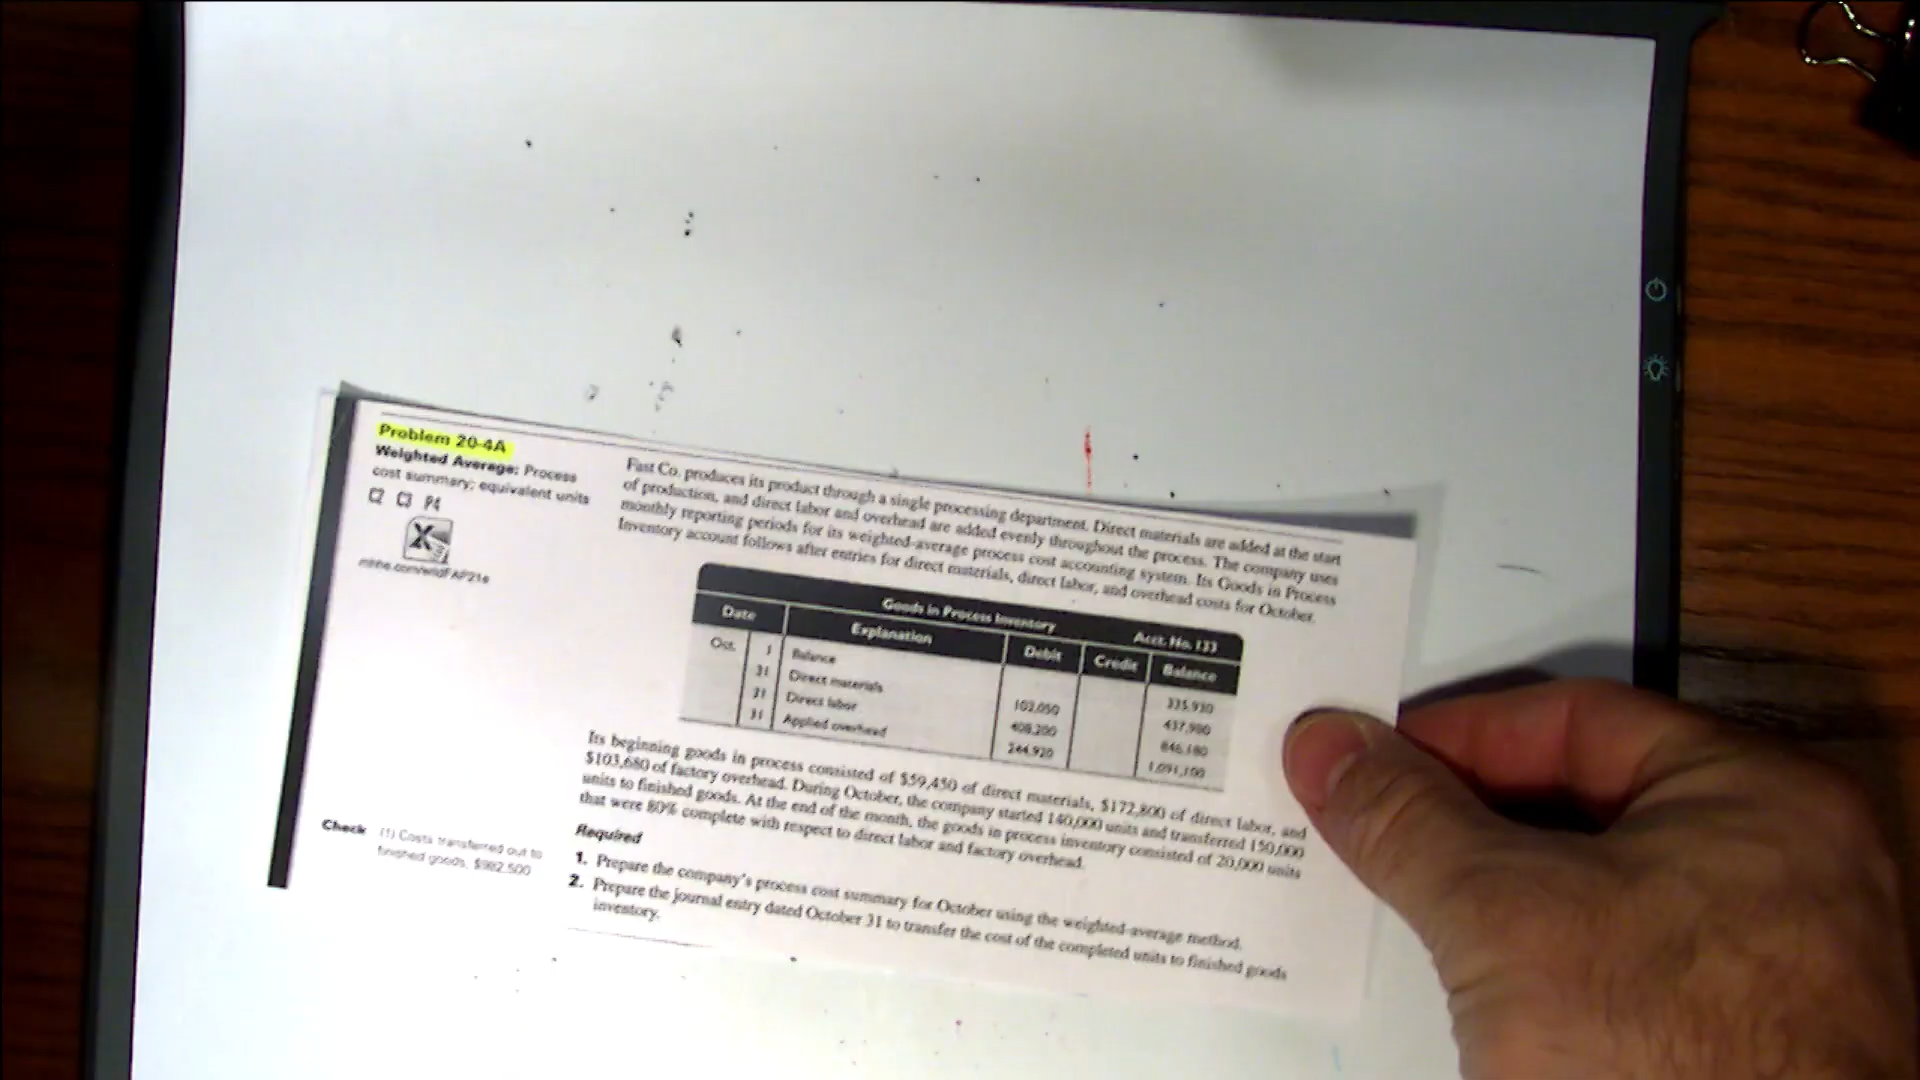 Problem 20-4A
Weighted Average: Process
cost summary; equivalent units
C2 C3 P4
Fast Co. produces its product through a single processing department. Direct materials are added at the start
of production, and direct labor and overhead are added evenly throughout the process. The company uses
monthly reporting periods for its weighted-average process cost accounting system. Its Goods in Process
Inventory account follows after entries for direct materials, direct labor, and overhead costs for October.
Goods in Process Inventory Acct. No. 133
Date Explanation Debit Credit Balance
Oct. 1 Balance 335,930
31 Direct materials 102,050 437,980
31 Direct labor 408,200 846,180
31 Applied overhead 244,920 1,091,100
Its beginning goods in process consisted of $59,450 of direct materials, $172,800 of direct labor, and
$103,680 of factory overhead. During October, the company started 140,000 units and transferred 150,000
units to finished goods. At the end of the month, the goods in process inventory consisted of 20,000 units
that were 80% complete with respect to direct labor and factory overhead.
Required
1. Prepare the company's process cost summary for October using the weighted-average method.
2. Prepare the journal entry dated October 31 to transfer the cost of the completed units to finished goods
inventory.
Check (1) Costs transferred out to
finished goods, $982,500